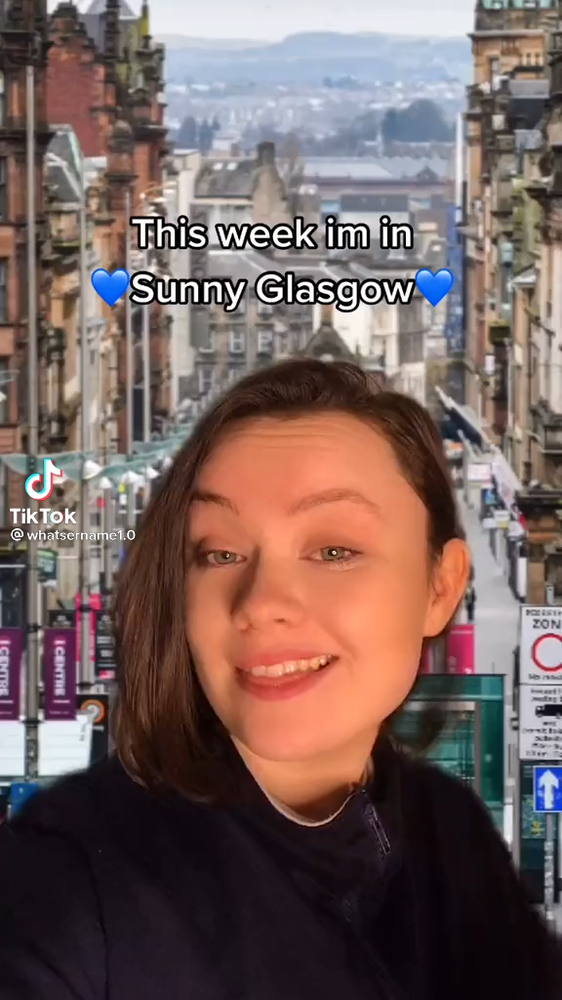 This week im in
💙Sunny Glasgow💙
TikTok
@whatsername1.0
CENTRE
CENTRE
ZONE